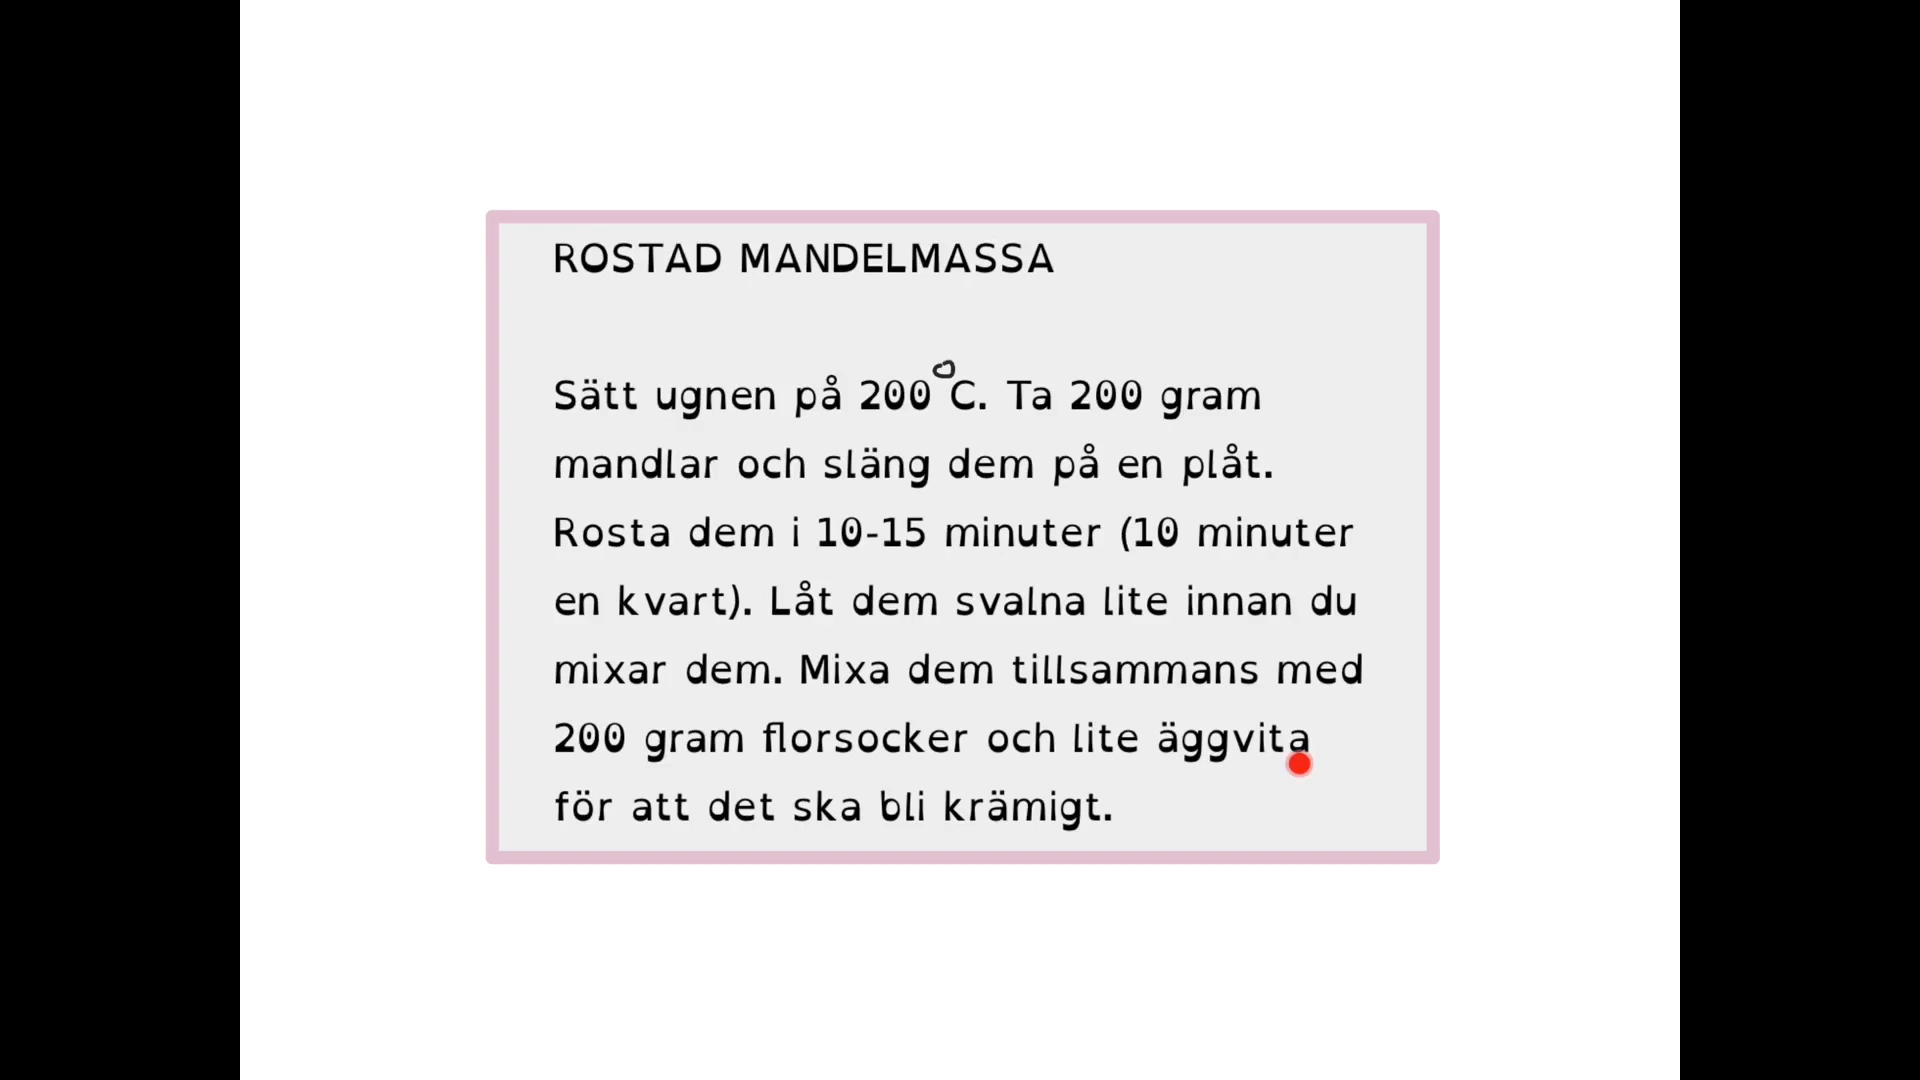 ROSTAD MANDELMASSA
Sätt ugnen på 200°C. Ta 200 gram
mandlar och släng dem på en plåt.
Rosta dem i 10-15 minuter (10 minuter
en kvart). Låt dem svalna lite innan du
mixar dem. Mixa dem tillsammans med
200 gram florsocker och lite äggvita
för att det ska bli krämigt.